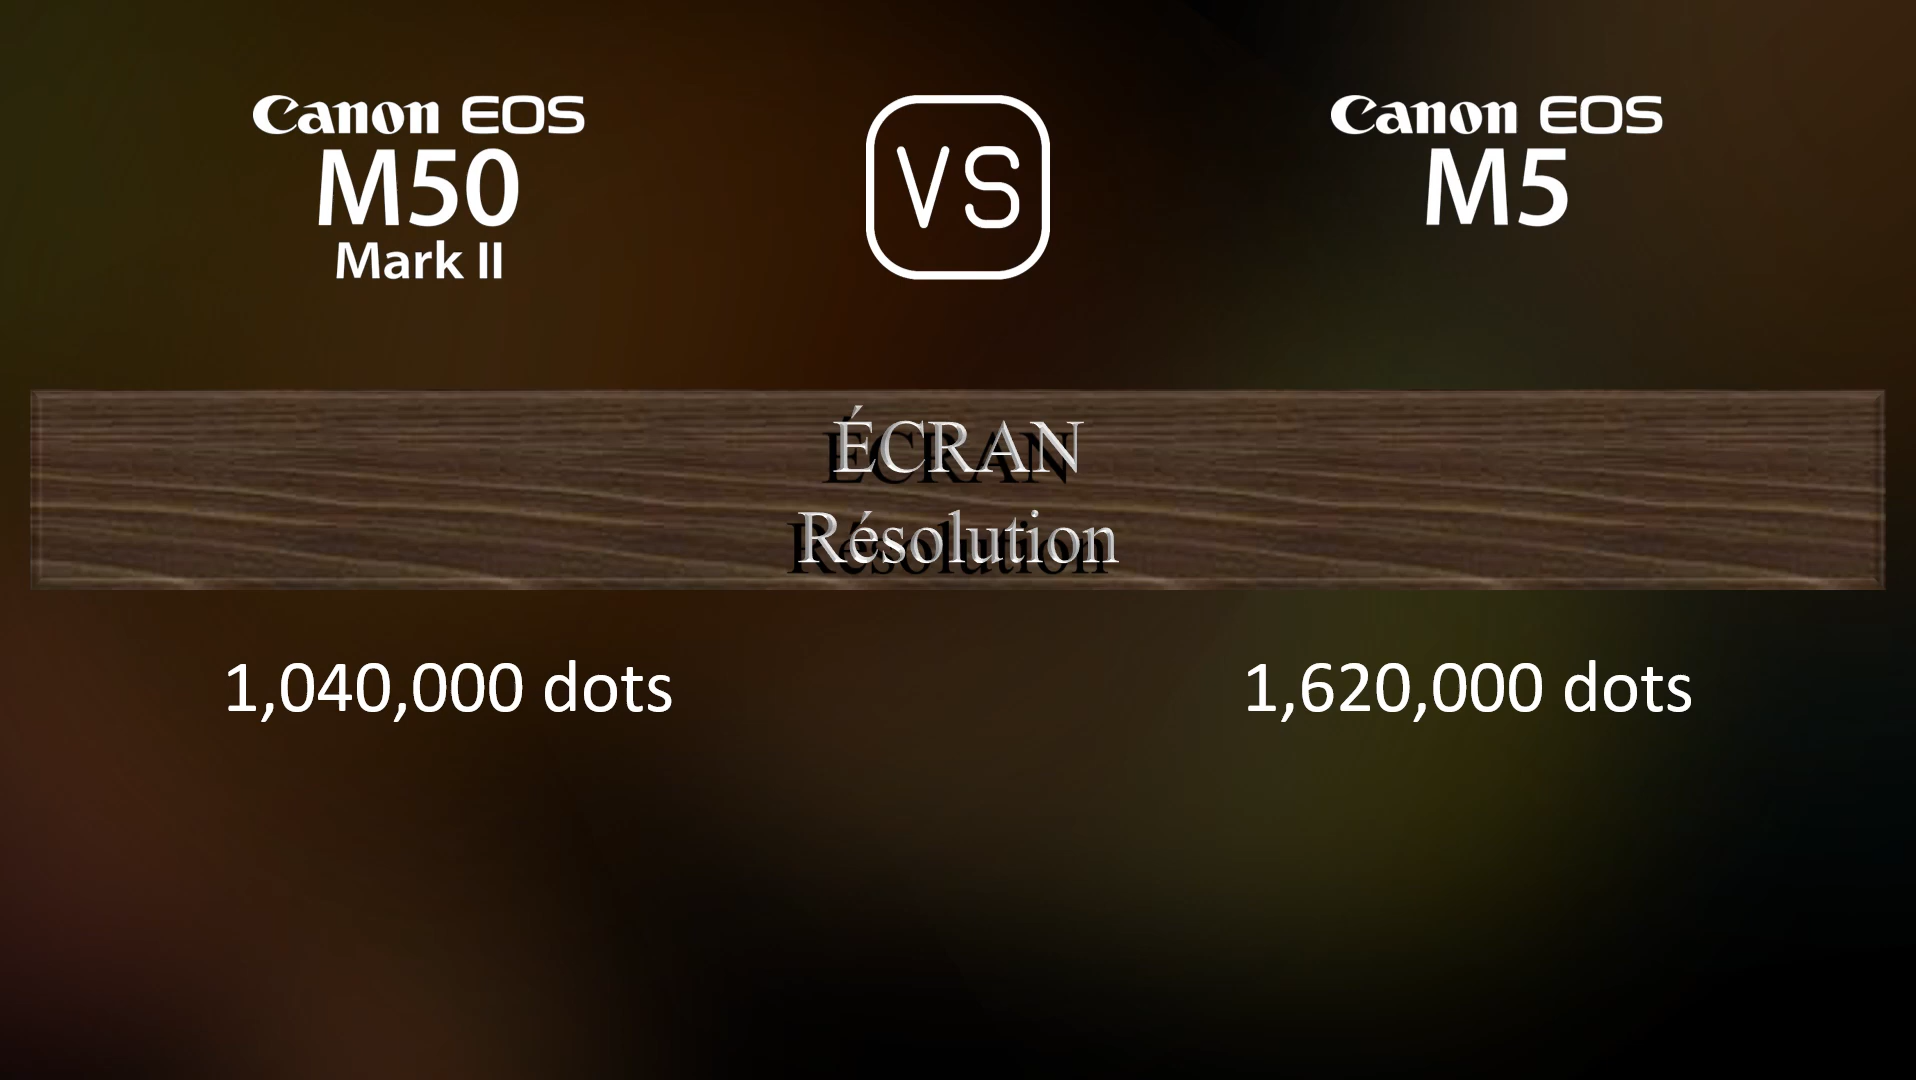 Canon EOS
M50
Mark II
VS
Canon EOS
M5
ÉCRAN
Résolution
1,040,000 dots
1,620,000 dots